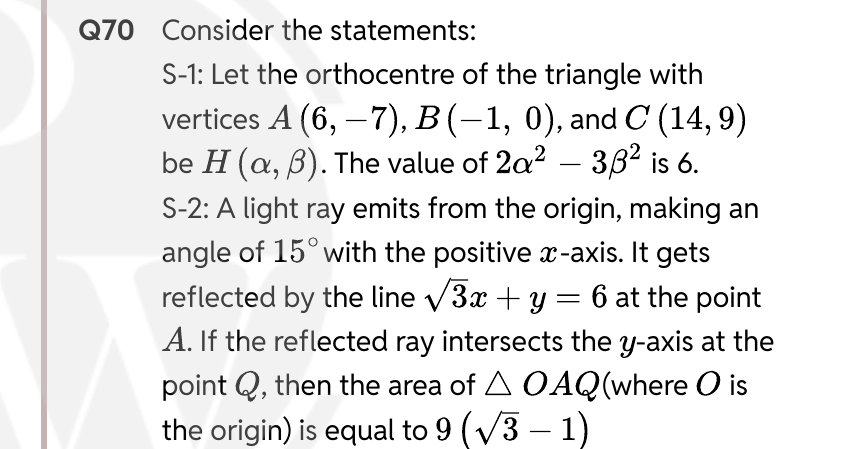 Q70 Consider the statements:
S-1: Let the orthocentre of the triangle with
vertices A (6, −7), B (−1, 0), and C (14, 9)
be H (α, β). The value of 2α² − 3β² is 6.
S-2: A light ray emits from the origin, making an
angle of 15° with the positive x-axis. It gets
reflected by the line √3x + y = 6 at the point
A. If the reflected ray intersects the y-axis at the
point Q, then the area of △ OAQ(where O is
the origin) is equal to 9 (√3 − 1)